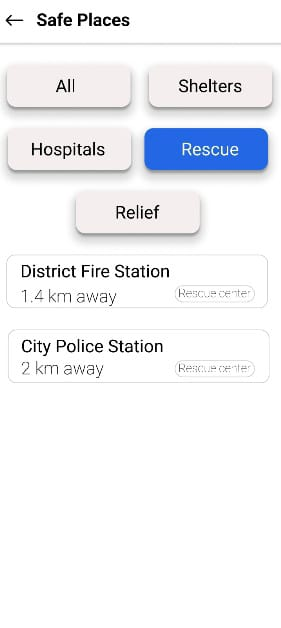 Safe Places
All
Shelters
Hospitals
Rescue
Relief
District Fire Station
1.4 km away
Rescue center
City Police Station
2 km away
Rescue center